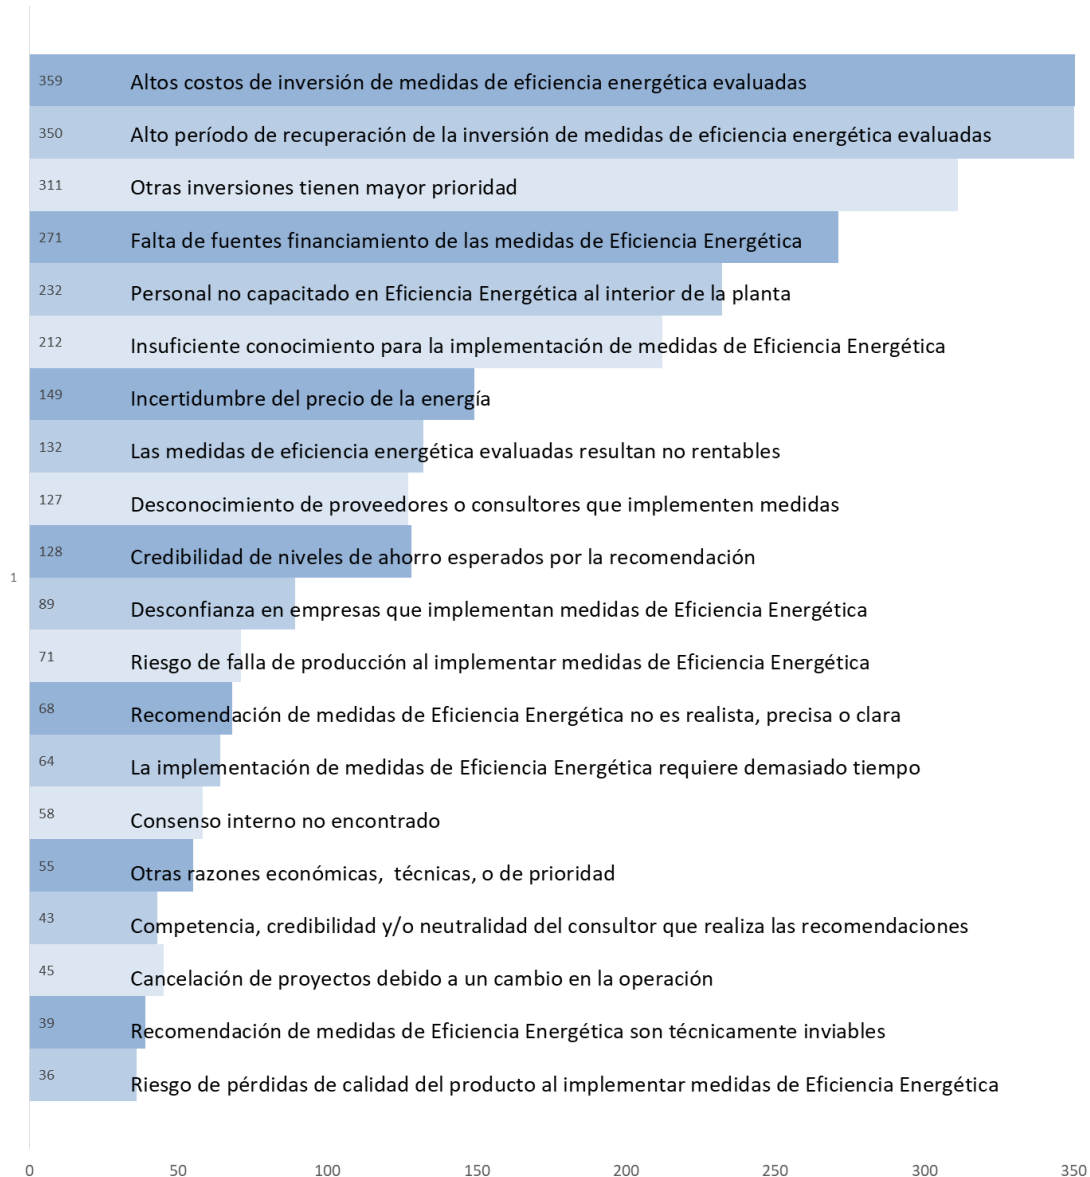 359 Altos costos de inversión de medidas de eficiencia energética evaluadas
350 Alto período de recuperación de la inversión de medidas de eficiencia energética evaluadas
311 Otras inversiones tienen mayor prioridad
271 Falta de fuentes financiamiento de las medidas de Eficiencia Energética
232 Personal no capacitado en Eficiencia Energética al interior de la planta
212 Insuficiente conocimiento para la implementación de medidas de Eficiencia Energética
149 Incertidumbre del precio de la energía
132 Las medidas de eficiencia energética evaluadas resultan no rentables
127 Desconocimiento de proveedores o consultores que implementen medidas
128 Credibilidad de niveles de ahorro esperados por la recomendación
1
89 Desconfianza en empresas que implementan medidas de Eficiencia Energética
71 Riesgo de falla de producción al implementar medidas de Eficiencia Energética
68 Recomendación de medidas de Eficiencia Energética no es realista, precisa o clara
64 La implementación de medidas de Eficiencia Energética requiere demasiado tiempo
58 Consenso interno no encontrado
55 Otras razones económicas,  técnicas, o de prioridad
43 Competencia, credibilidad y/o neutralidad del consultor que realiza las recomendaciones
45 Cancelación de proyectos debido a un cambio en la operación
39 Recomendación de medidas de Eficiencia Energética son técnicamente inviables
36 Riesgo de pérdidas de calidad del producto al implementar medidas de Eficiencia Energética
0 50 100 150 200 250 300 350